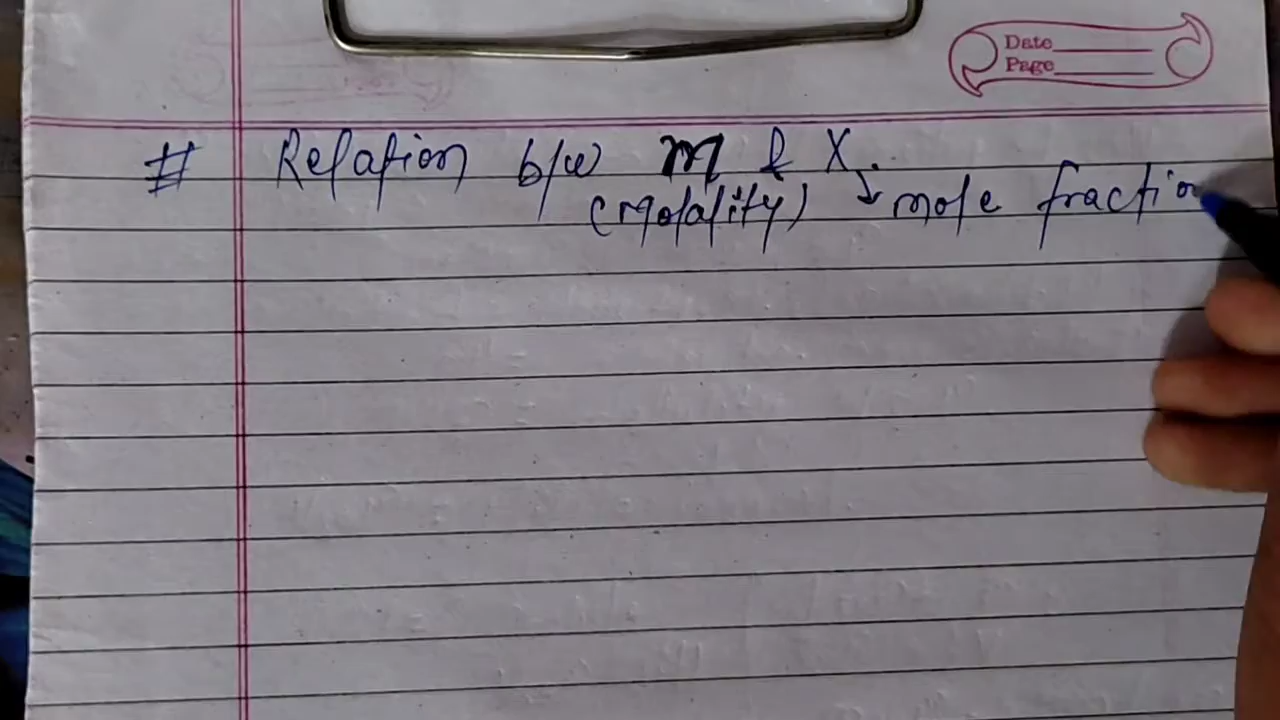 Date
Page
# Relation b/w m & X.
(Molality) ↓ mole fraction